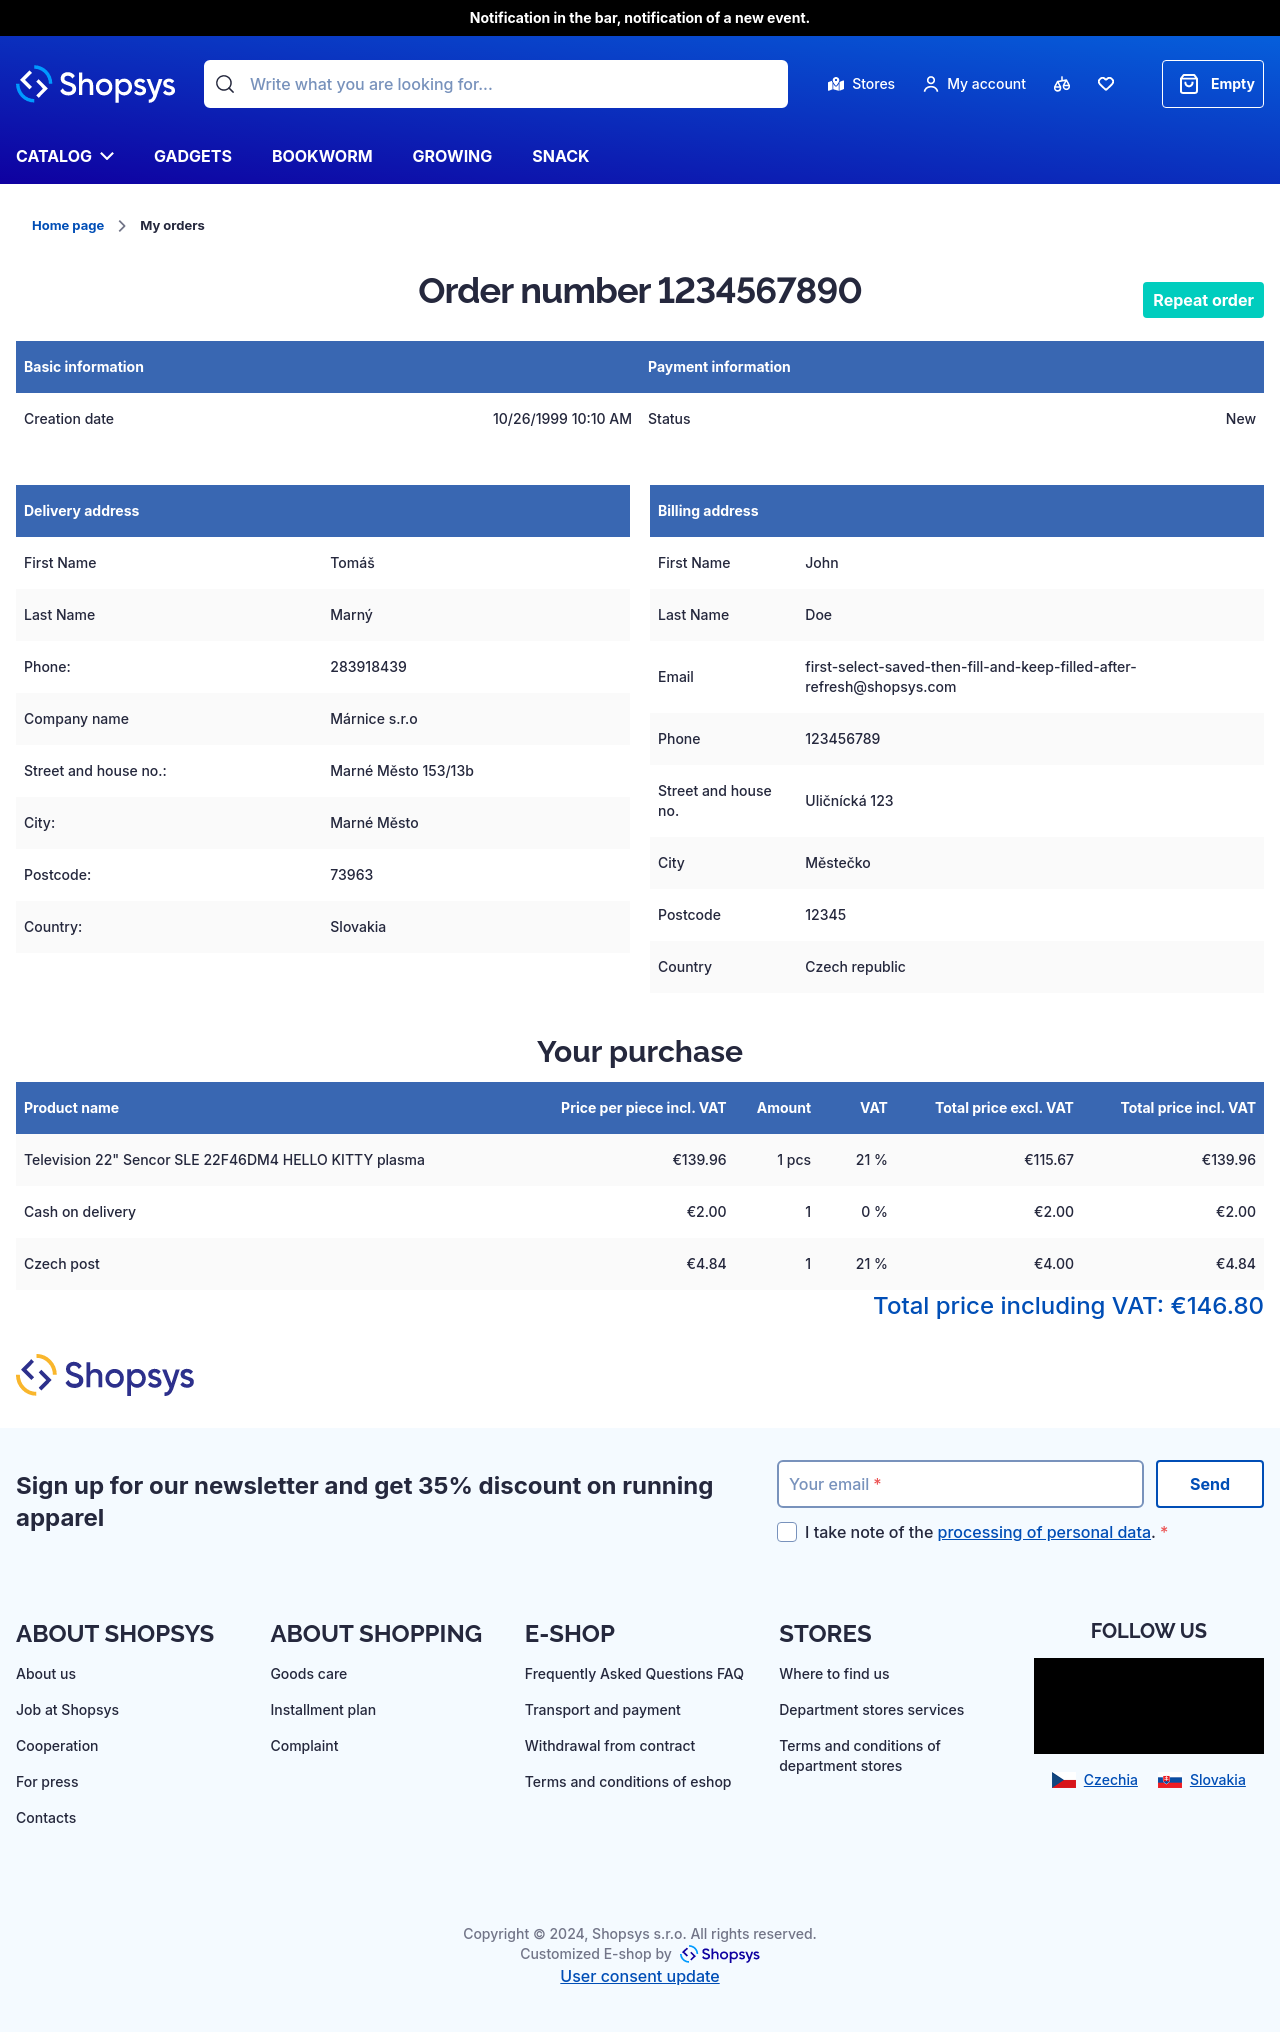 Notification in the bar, notification of a new event.
Shopsys
Write what you are looking for...
Stores
My account
Empty
CATALOG
GADGETS
BOOKWORM
GROWING
SNACK
Home page
My orders
Order number 1234567890
Repeat order
Basic information
Payment information
Creation date
10/26/1999 10:10 AM
Status
New
Delivery address
First Name Tomáš
Last Name Marný
Phone: 283918439
Company name Márnice s.r.o
Street and house no.: Marné Město 153/13b
City: Marné Město
Postcode: 73963
Country: Slovakia
Billing address
First Name John
Last Name Doe
Email first-select-saved-then-fill-and-keep-filled-after-
refresh@shopsys.com
Phone 123456789
Street and house
no.
Uličnícká 123
City Městečko
Postcode 12345
Country Czech republic
Your purchase
Product name Price per piece incl. VAT Amount VAT Total price excl. VAT Total price incl. VAT
Television 22" Sencor SLE 22F46DM4 HELLO KITTY plasma €139.96 1 pcs 21 % €115.67 €139.96
Cash on delivery €2.00 1 0 % €2.00 €2.00
Czech post €4.84 1 21 % €4.00 €4.84
Total price including VAT: €146.80
Shopsys
Sign up for our newsletter and get 35% discount on running
apparel
Your email *
Send
I take note of the processing of personal data. *
ABOUT SHOPSYS
About us
Job at Shopsys
Cooperation
For press
Contacts
ABOUT SHOPPING
Goods care
Installment plan
Complaint
E-SHOP
Frequently Asked Questions FAQ
Transport and payment
Withdrawal from contract
Terms and conditions of eshop
STORES
Where to find us
Department stores services
Terms and conditions of
department stores
FOLLOW US
Czechia
Slovakia
Copyright © 2024, Shopsys s.r.o. All rights reserved.
Customized E-shop by Shopsys
User consent update